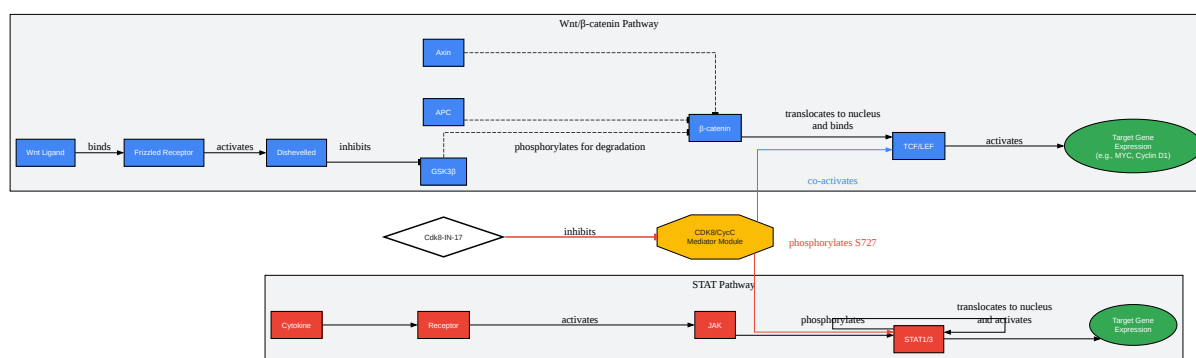 Wnt/β-catenin Pathway
Axin
APC
β-catenin
translocates to nucleus
and binds
Wnt Ligand
binds
Frizzled Receptor
activates
Dishevelled
inhibits
GSK3β
phosphorylates for degradation
TCF/LEF
activates
Target Gene
Expression
(e.g., MYC, Cyclin D1)
co-activates
Cdk8-IN-17
inhibits
CDK8/CycC
Mediator Module
phosphorylates S727
STAT Pathway
Cytokine
Receptor
activates
JAK
phosphorylates
STAT1/3
translocates to nucleus
and activates
Target Gene
Expression